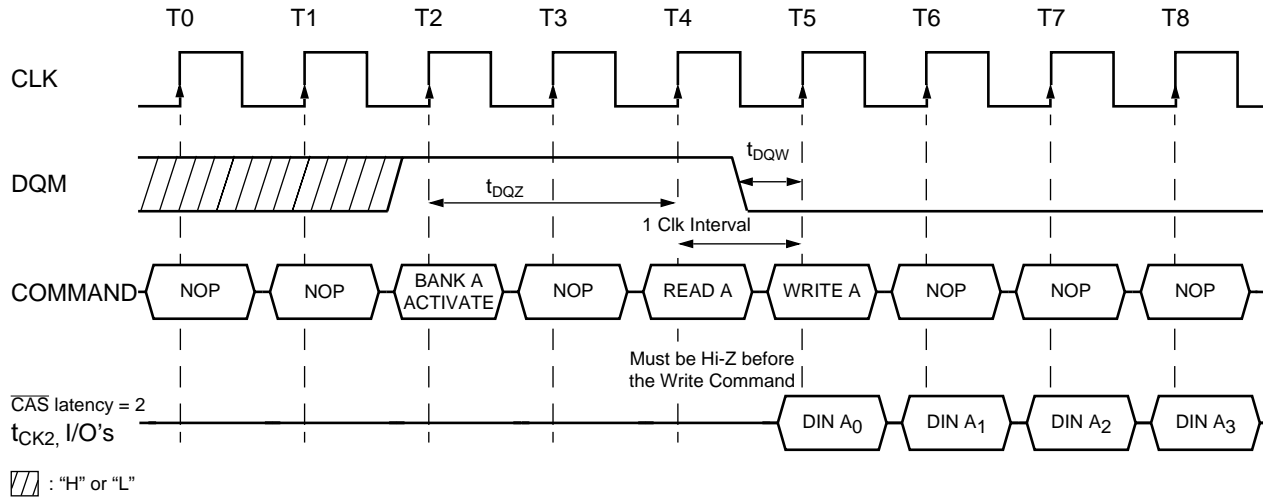 T0 T1 T2 T3 T4 T5 T6 T7 T8
CLK
tDQW
DQM
tDQZ
1 Clk Interval
COMMAND NOP NOP BANK A ACTIVATE NOP READ A WRITE A NOP NOP NOP
Must be Hi-Z before
the Write Command
CAS latency = 2
tCK2, I/O’s DIN A0 DIN A1 DIN A2 DIN A3
: “H” or “L”